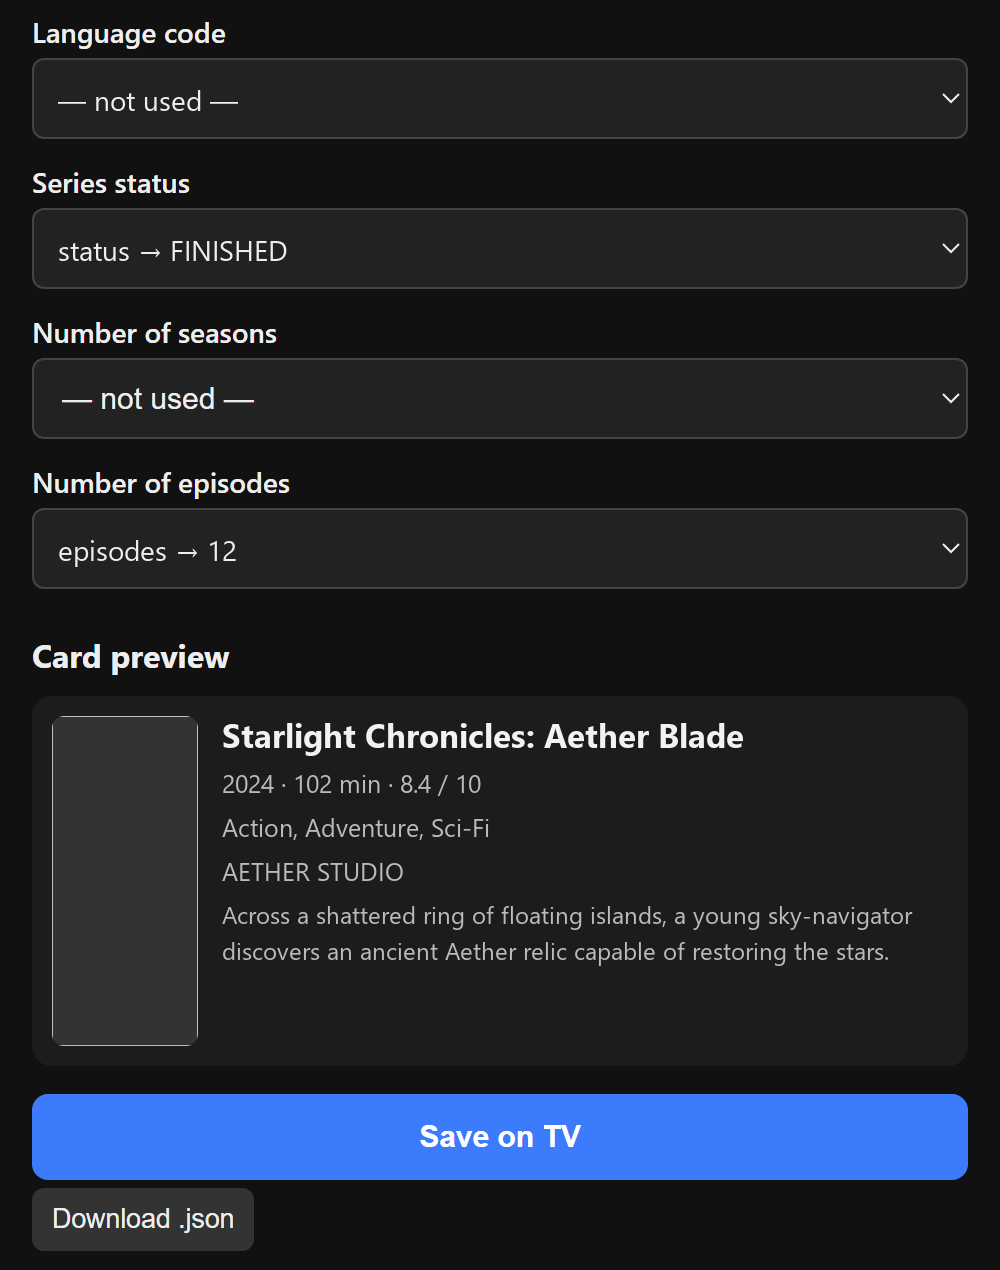 Language code
— not used —
Series status
status → FINISHED
Number of seasons
— not used —
Number of episodes
episodes → 12
Card preview
Starlight Chronicles: Aether Blade
2024 · 102 min · 8.4 / 10
Action, Adventure, Sci-Fi
AETHER STUDIO
Across a shattered ring of floating islands, a young sky-navigator
discovers an ancient Aether relic capable of restoring the stars.
Save on TV
Download .json